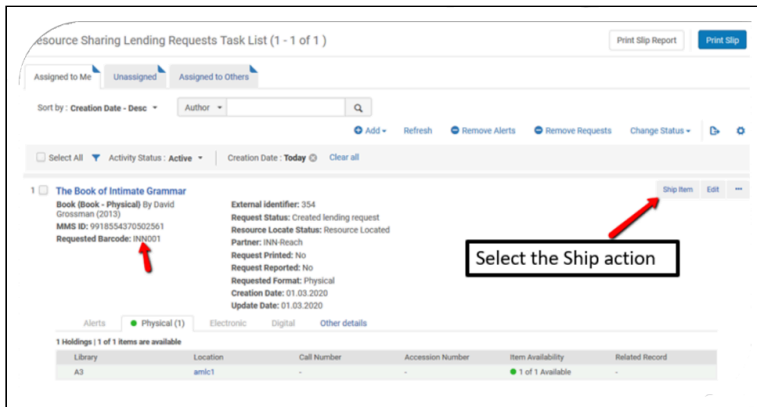 esource Sharing Lending Requests Task List (1 - 1 of 1 )
Print Slip Report
Print Slip
Assigned to Me
Unassigned
Assigned to Others
Sort by : Creation Date - Desc
Author
Add
Refresh
Remove Alerts
Remove Requests
Change Status
Select All
Activity Status : Active
Creation Date : Today
Clear all
1
The Book of Intimate Grammar
Ship Item
Edit
Book (Book - Physical) By David
Grossman (2013)
MMS ID: 9918554370502561
Requested Barcode: INN001
External identifier: 354
Request Status: Created lending request
Resource Locate Status: Resource Located
Partner: INN-Reach
Request Printed: No
Request Reported: No
Requested Format: Physical
Creation Date: 01.03.2020
Update Date: 01.03.2020
Select the Ship action
Alerts
Physical (1)
Electronic
Digital
Other details
1 Holdings | 1 of 1 items are available
Library Location Call Number Accession Number Item Availability Related Record
A3 amlc1 - - 1 of 1 Available -